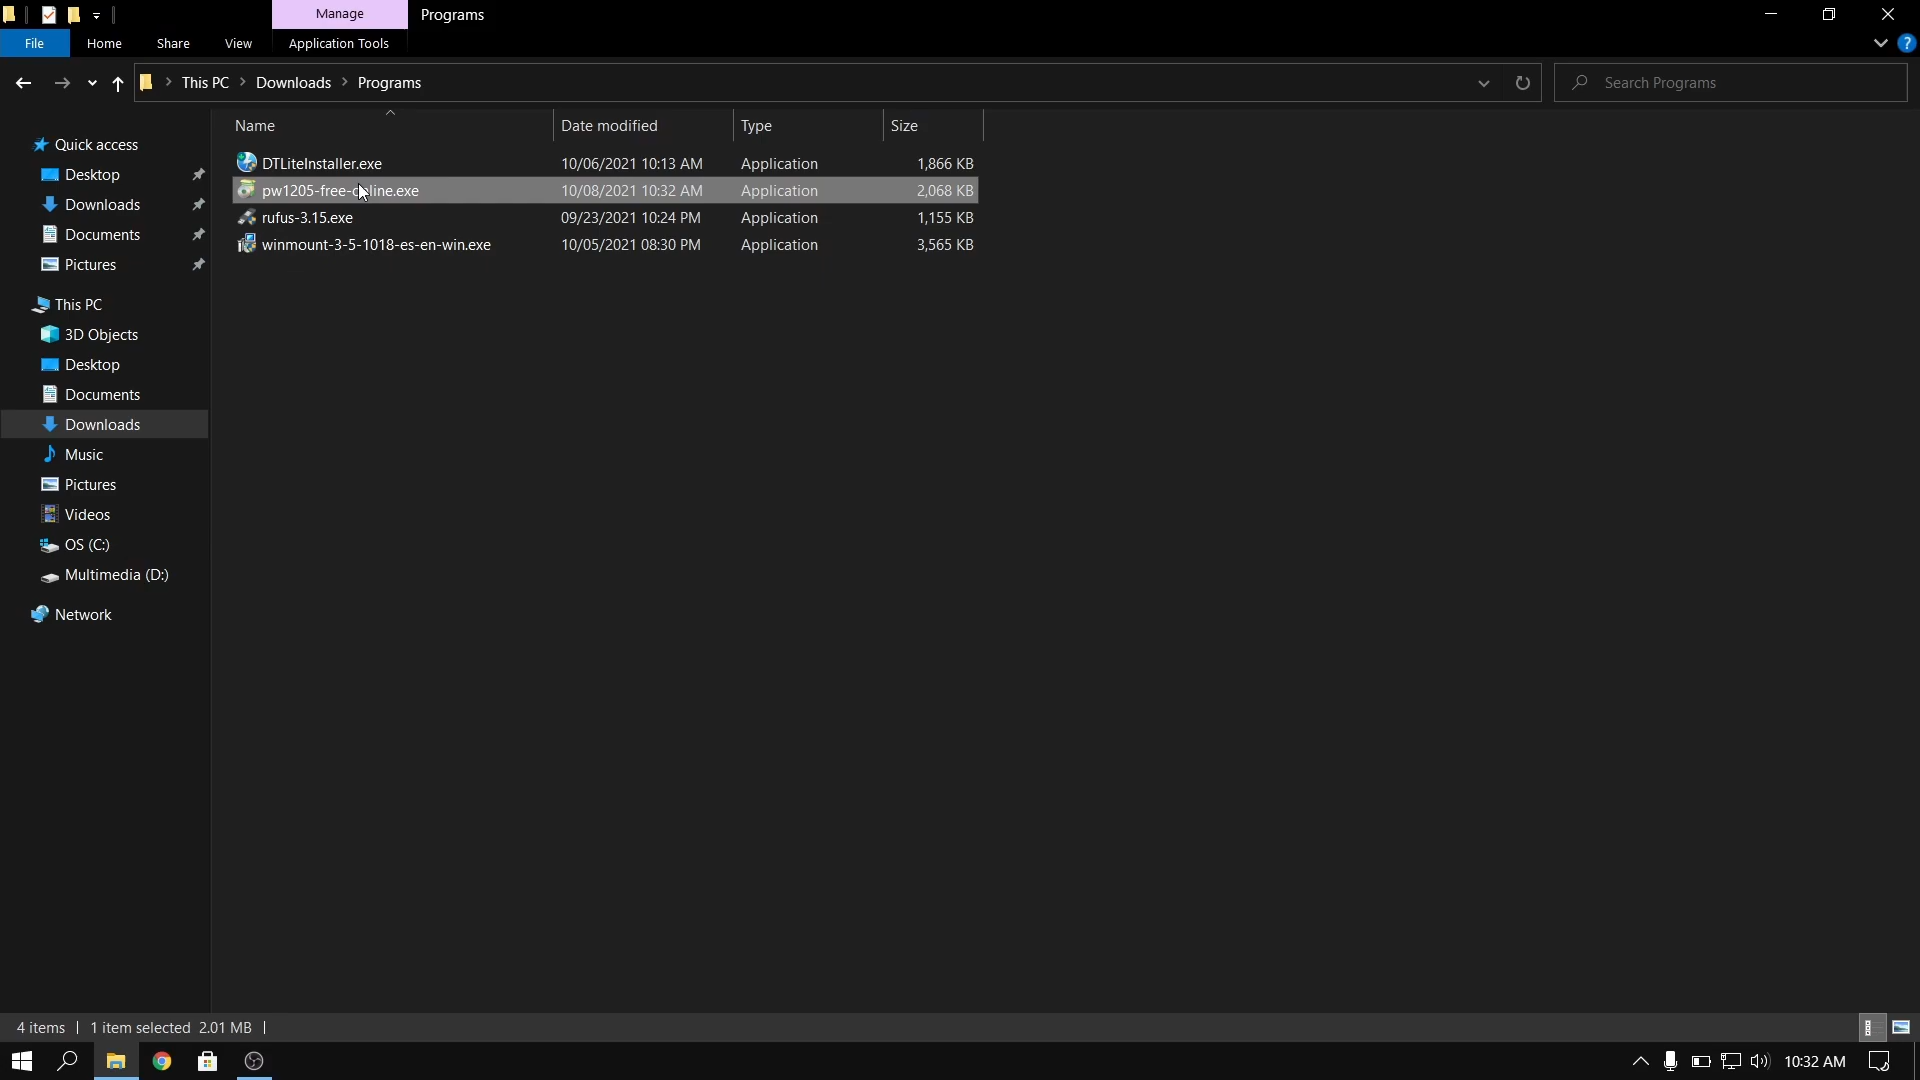 Manage Programs
File Home Share View Application Tools
This PC Downloads Programs Search Programs
Name Date modified Type Size
Quick access
Desktop
Downloads
Documents
Pictures
This PC
3D Objects
Desktop
Documents
Downloads
Music
Pictures
Videos
OS (C:)
Multimedia (D:)
Network
DTLiteInstaller.exe 10/06/2021 10:13 AM Application 1,866 KB
10/08/2021 10:32 AM Application 2,068 KB
rufus-3.15.exe 09/23/2021 10:24 PM Application 1,155 KB
winmount-3-5-1018-es-en-win.exe 10/05/2021 08:30 PM Application 3,565 KB
4 items 1 item selected 2.01 MB
10:32 AM